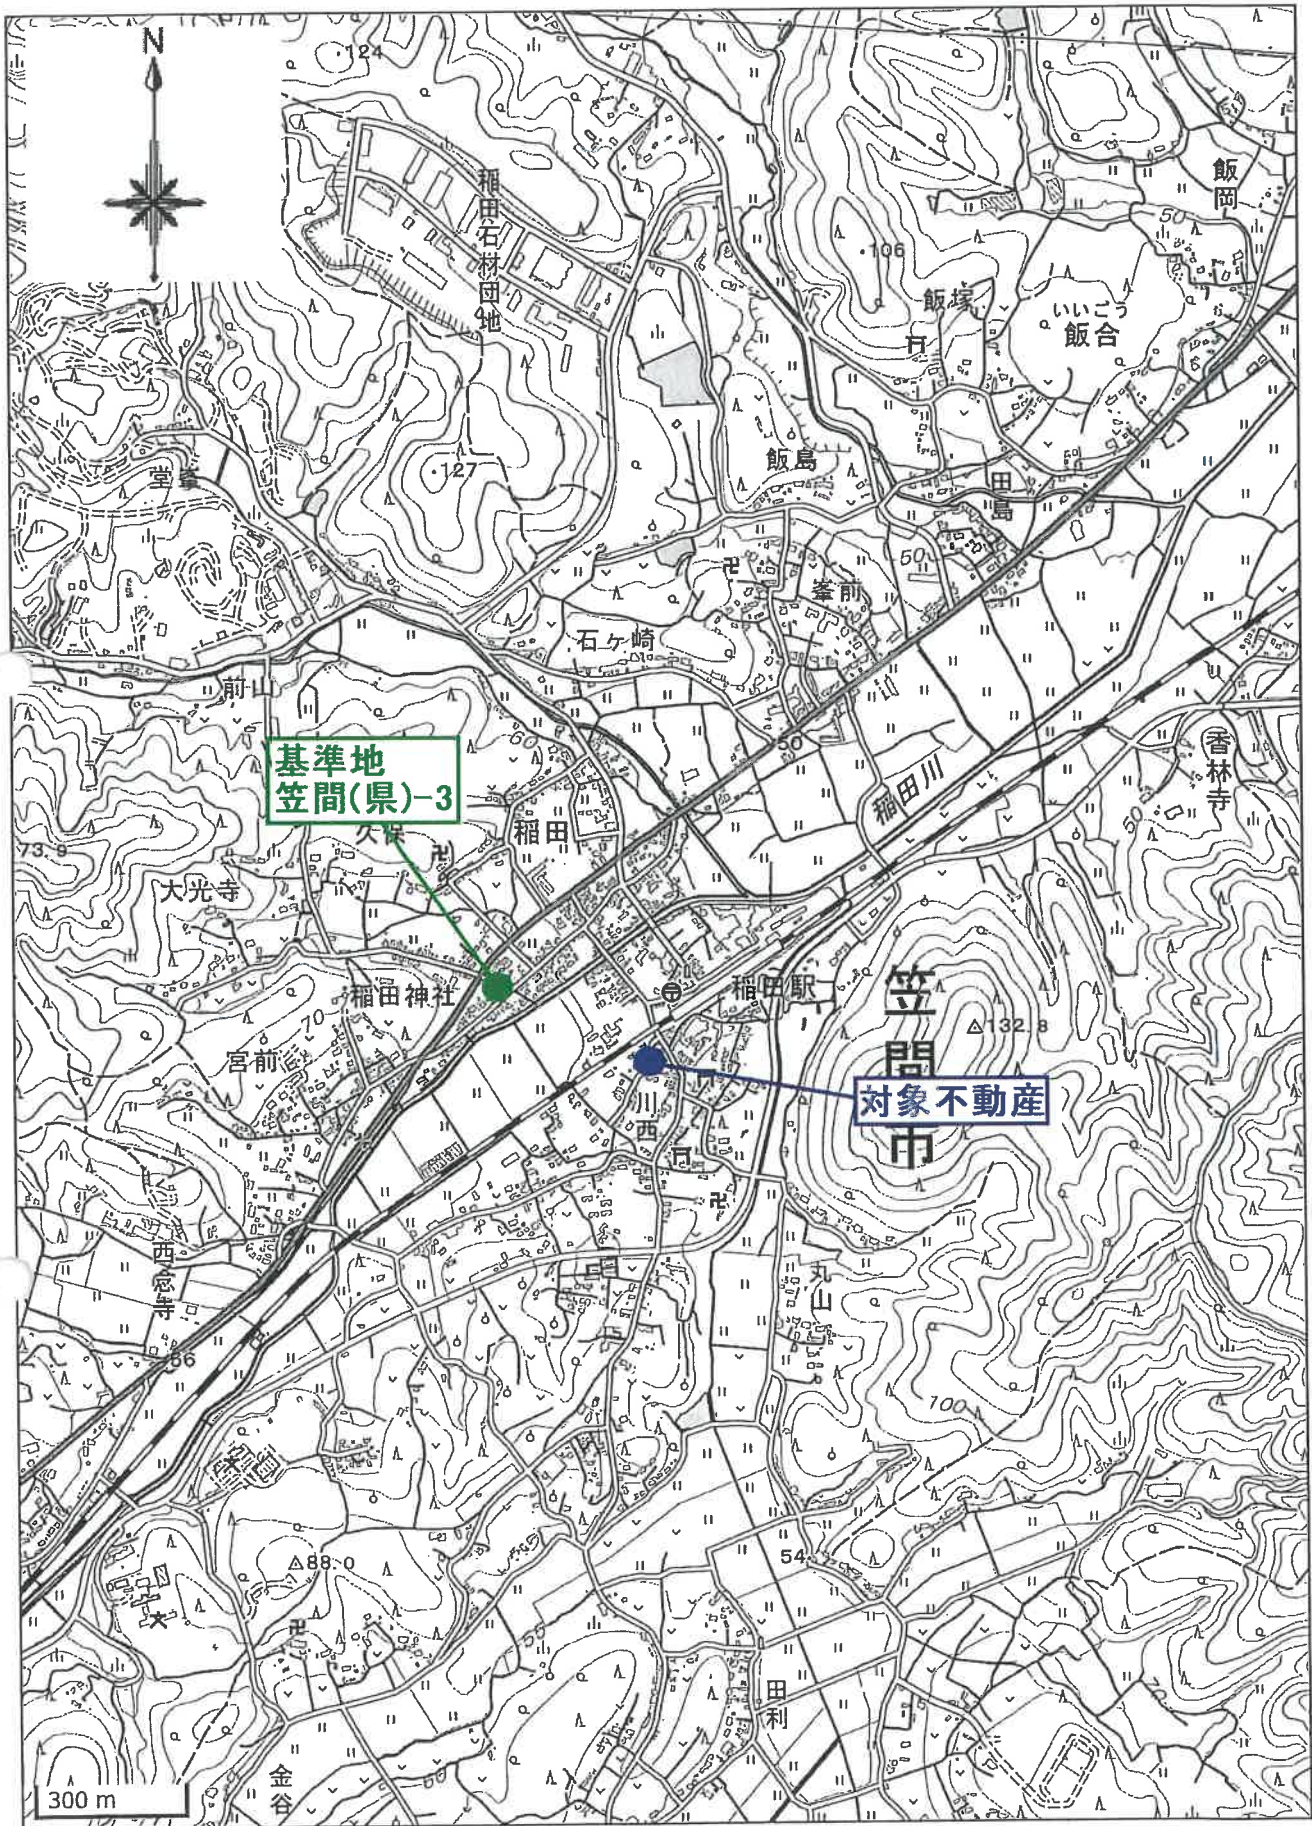 N
124
稲田石材団地
飯岡
50
106
飯塚
いいごう
飯合
堂峯
127
飯島
田島
50
峯前
石ヶ崎
前山
60
50
香林寺
稲田川
50
基準地
笠間(県)-3
稲田
73.9
大光寺
稲田神社
稲田駅
笠間市
132.8
70
宮前
対象不動産
川西
西念寺
丸山
56
100
54
88.0
田利
金谷
300 m